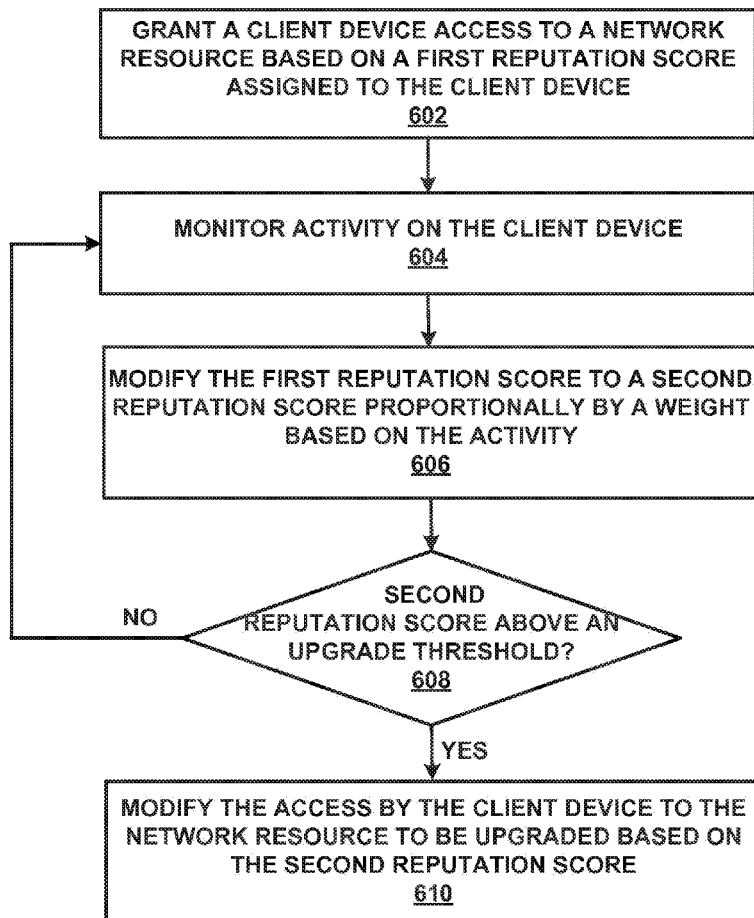 GRANT A CLIENT DEVICE ACCESS TO A NETWORK
RESOURCE BASED ON A FIRST REPUTATION SCORE
ASSIGNED TO THE CLIENT DEVICE
602
MONITOR ACTIVITY ON THE CLIENT DEVICE
604
MODIFY THE FIRST REPUTATION SCORE TO A SECOND
REPUTATION SCORE PROPORTIONALLY BY A WEIGHT
BASED ON THE ACTIVITY
606
SECOND
REPUTATION SCORE ABOVE AN
UPGRADE THRESHOLD?
608
NO
YES
MODIFY THE ACCESS BY THE CLIENT DEVICE TO THE
NETWORK RESOURCE TO BE UPGRADED BASED ON
THE SECOND REPUTATION SCORE
610